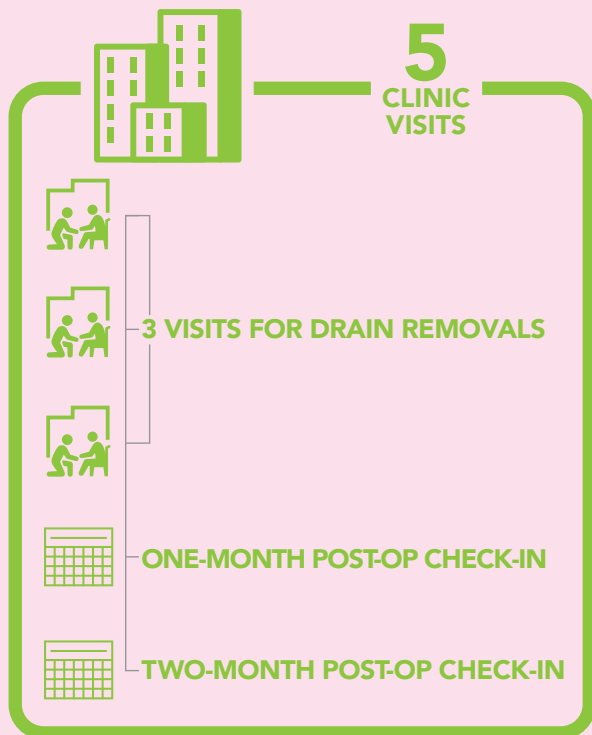 5
CLINIC
VISITS
3 VISITS FOR DRAIN REMOVALS
ONE-MONTH POST-OP CHECK-IN
TWO-MONTH POST-OP CHECK-IN